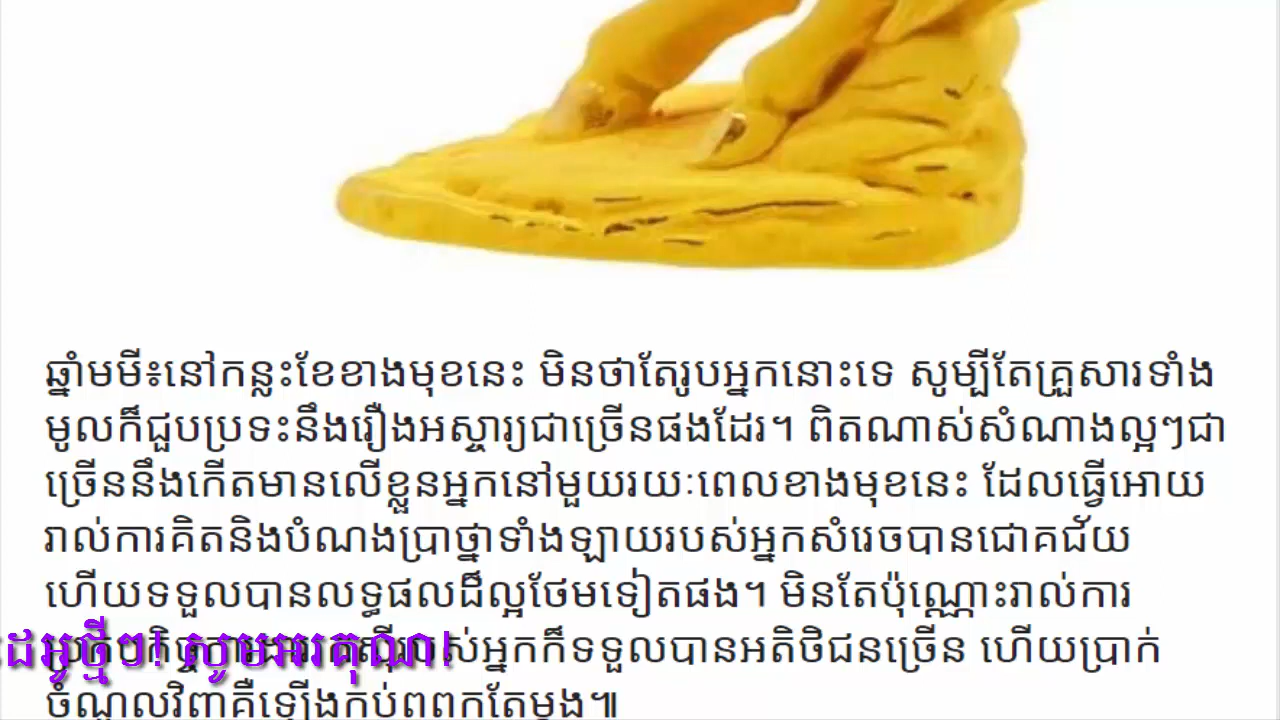 ឆ្នាំមមី៖នៅកន្លះខែខាងមុខនេះ មិនថាតែរូបអ្នកនោះទេ សូម្បីតែគ្រួសារទាំង
មូលក៏ជួបប្រទះនឹងរឿងអស្ចារ្យជាច្រើនផងដែរ។ ពិតណាស់សំណាងល្អៗជា
ច្រើននឹងកើតមានលើខ្លួនអ្នកនៅមួយរយៈពេលខាងមុខនេះ ដែលធ្វើអោយ
រាល់ការគិតនិងបំណងប្រាថ្នាទាំងឡាយរបស់អ្នកសំរេចបានជោគជ័យ
ហើយទទួលបានលទ្ធផលដ៏ល្អថែមទៀតផង។ មិនតែប៉ុណ្ណោះរាល់ការ
អ្នកក៏ទទួលបានអតិថិជនច្រើន ហើយប្រាក់
ចំណូលវិញគឺឡើងកប់ពពកតែម្តង៕
ដេអូថ្មីៗ! សូមអរគុណ!